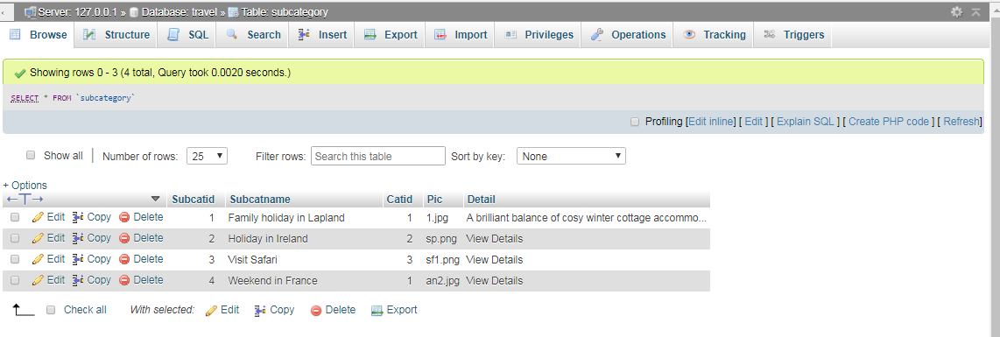 Server: 127.0.0.1 » Database: travel » Table: subcategory
Browse Structure SQL Search Insert Export Import Privileges Operations Tracking Triggers
Showing rows 0 - 3 (4 total, Query took 0.0020 seconds.)
SELECT * FROM `subcategory`
Profiling [Edit inline] [ Edit ] [ Explain SQL ] [ Create PHP code ] [ Refresh]
Show all Number of rows: 25 Filter rows: Search this table Sort by key: None
+ Options
Subcatid Subcatname Catid Pic Detail
Edit Copy Delete 1 Family holiday in Lapland 1 1.jpg A brilliant balance of cosy winter cottage accommo...
Edit Copy Delete 2 Holiday in Ireland 2 sp.png View Details
Edit Copy Delete 3 Visit Safari 3 sf1.png View Details
Edit Copy Delete 4 Weekend in France 1 an2.jpg View Details
Check all With selected: Edit Copy Delete Export